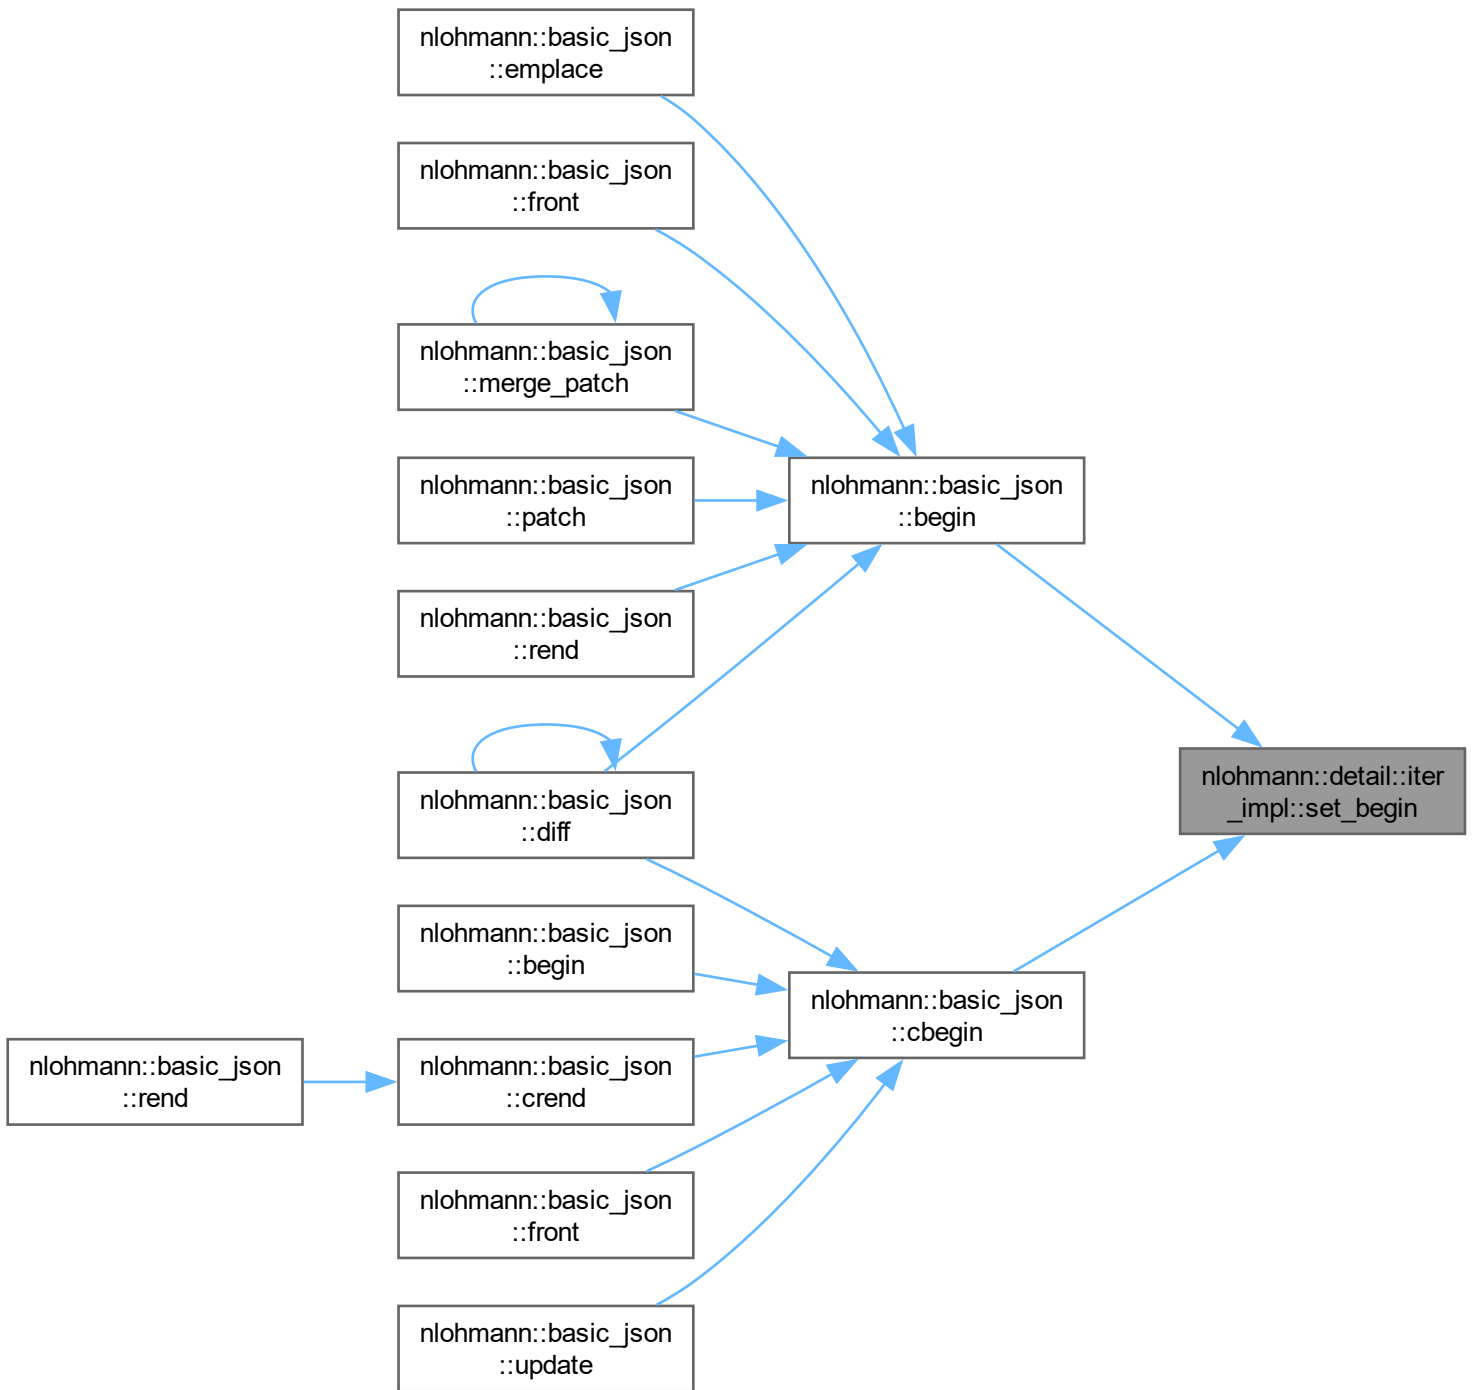 nlohmann::basic_json
::emplace
nlohmann::basic_json
::front
nlohmann::basic_json
::merge_patch
nlohmann::basic_json
::patch
nlohmann::basic_json
::begin
nlohmann::basic_json
::rend
nlohmann::detail::iter
_impl::set_begin
nlohmann::basic_json
::diff
nlohmann::basic_json
::begin
nlohmann::basic_json
::cbegin
nlohmann::basic_json
::rend
nlohmann::basic_json
::crend
nlohmann::basic_json
::front
nlohmann::basic_json
::update